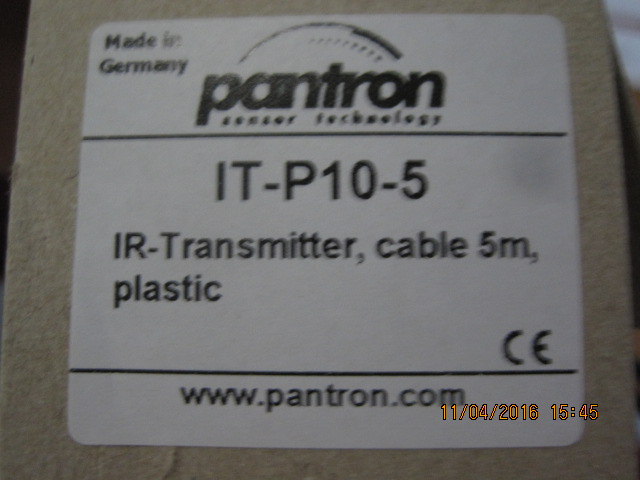 Made in
Germany
pantron
sensor technology
IT-P10-5
IR-Transmitter, cable 5m,
plastic
CE
www.pantron.com
11/04/2016 15:45